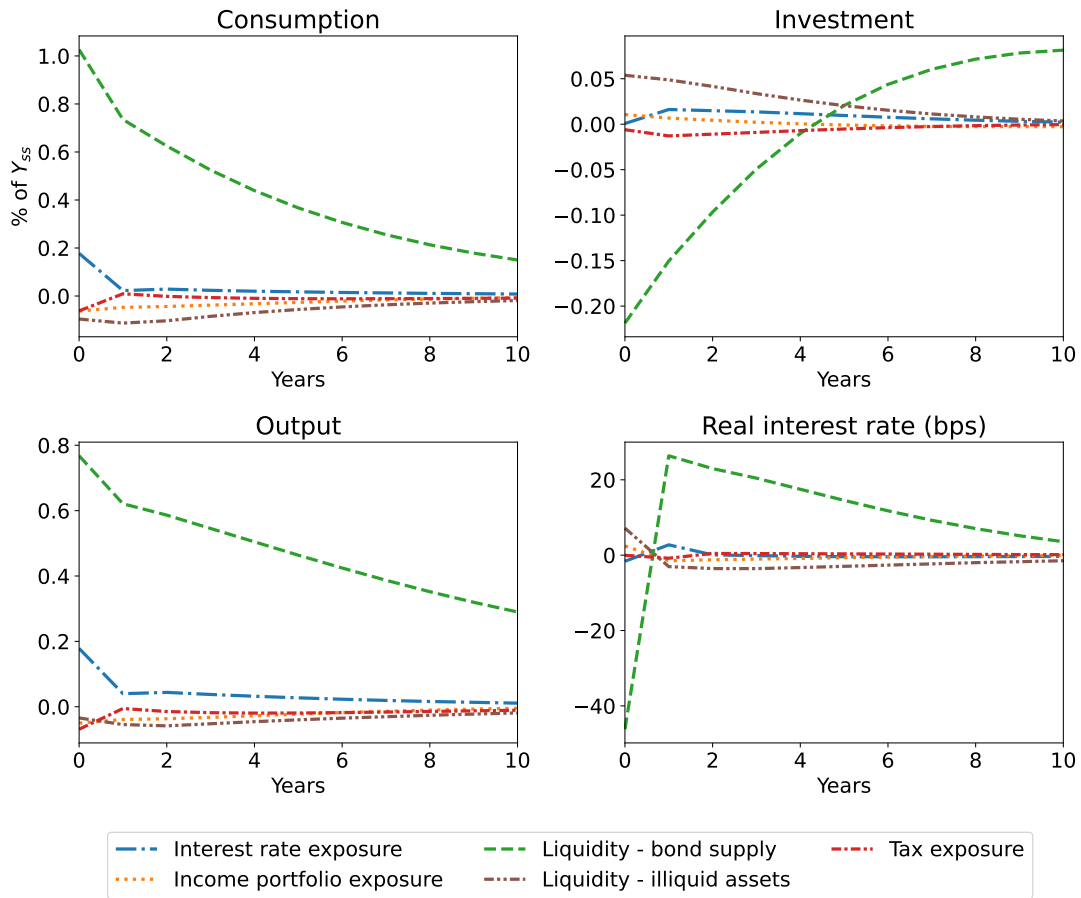 Consumption
Investment
% of Y_ss
1.0
0.8
0.6
0.4
0.2
0.0
0 2 4 6 8 10
Years
0.05
0.00
−0.05
−0.10
−0.15
−0.20
0 2 4 6 8 10
Years
Output
Real interest rate (bps)
0.8
0.6
0.4
0.2
0.0
0 2 4 6 8 10
Years
20
0
−20
−40
0 2 4 6 8 10
Years
Interest rate exposure
Income portfolio exposure
Liquidity - bond supply
Liquidity - illiquid assets
Tax exposure